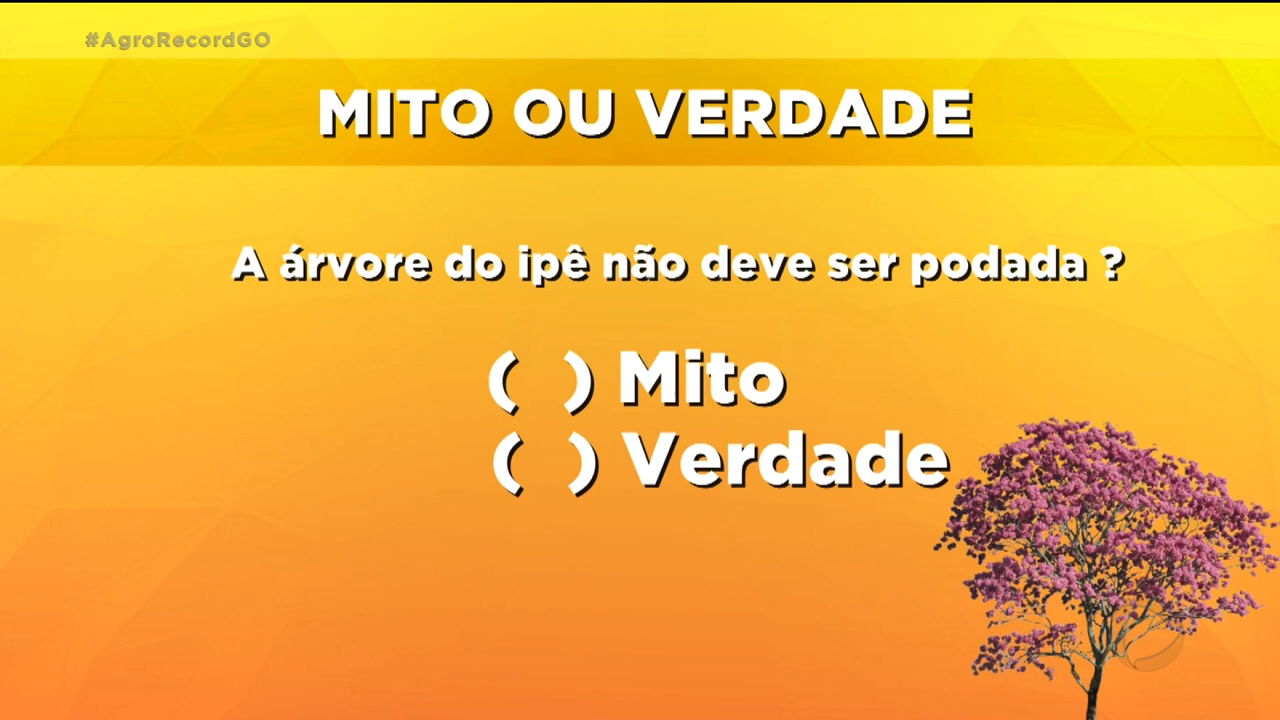 #AgroRecordGO
MITO OU VERDADE
A árvore do ipê não deve ser podada ?
( ) Mito
( ) Verdade